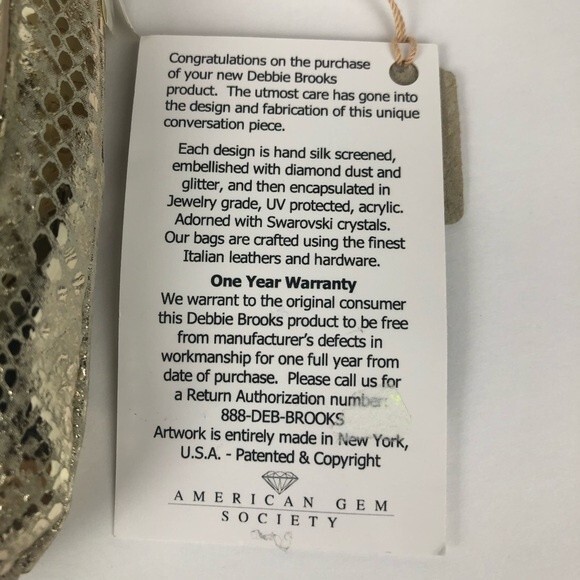 Congratulations on the purchase
of your new Debbie Brooks
product. The utmost care has gone into
the design and fabrication of this unique
conversation piece.
Each design is hand silk screened,
embellished with diamond dust and
glitter, and then encapsulated in
Jewelry grade, UV protected, acrylic.
Adorned with Swarovski crystals.
Our bags are crafted using the finest
Italian leathers and hardware.
One Year Warranty
We warrant to the original consumer
this Debbie Brooks product to be free
from manufacturer's defects in
workmanship for one full year from
date of purchase. Please call us for
a Return Authorization number:
888-DEB-BROOKS
Artwork is entirely made in New York,
U.S.A. - Patented & Copyright
AMERICAN GEM
SOCIETY